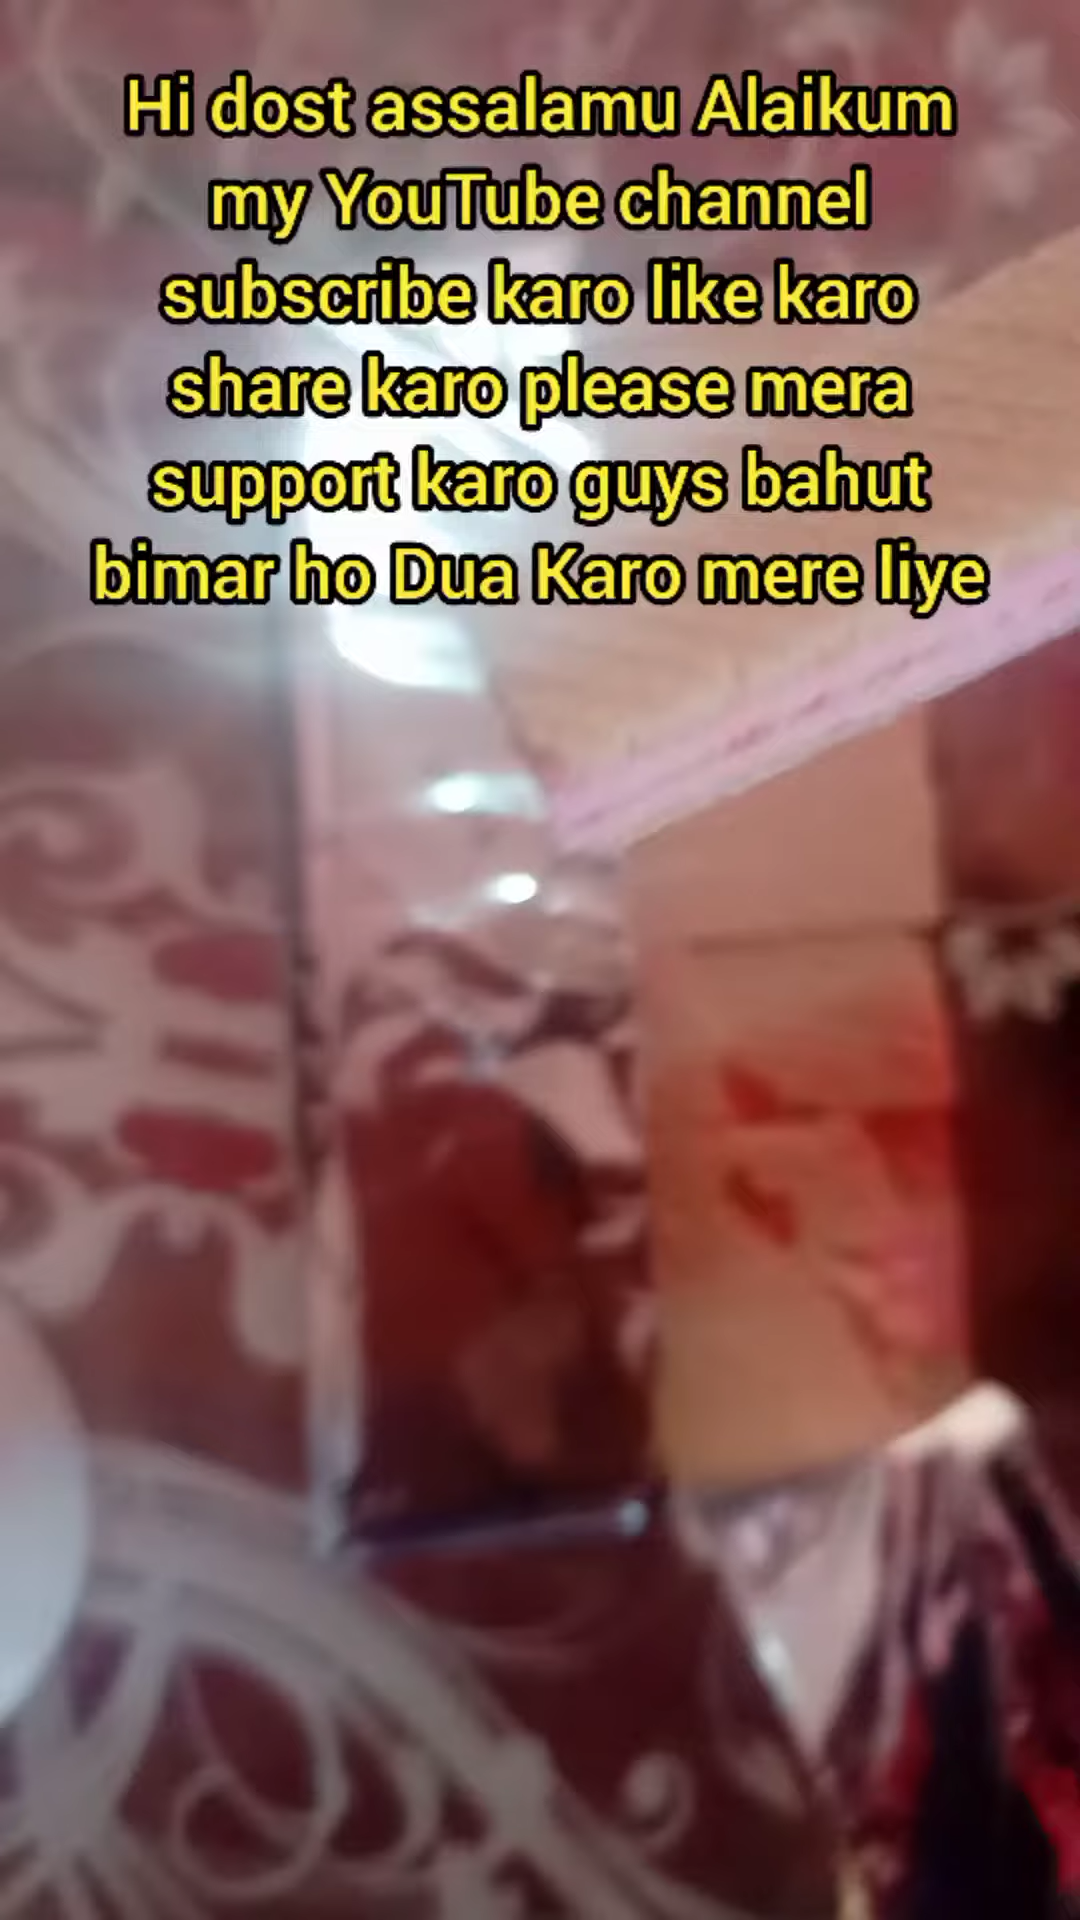 Hi dost assalamu Alaikum
my YouTube channel
subscribe karo like karo
share karo please mera
support karo guys bahut
bimar ho Dua Karo mere liye